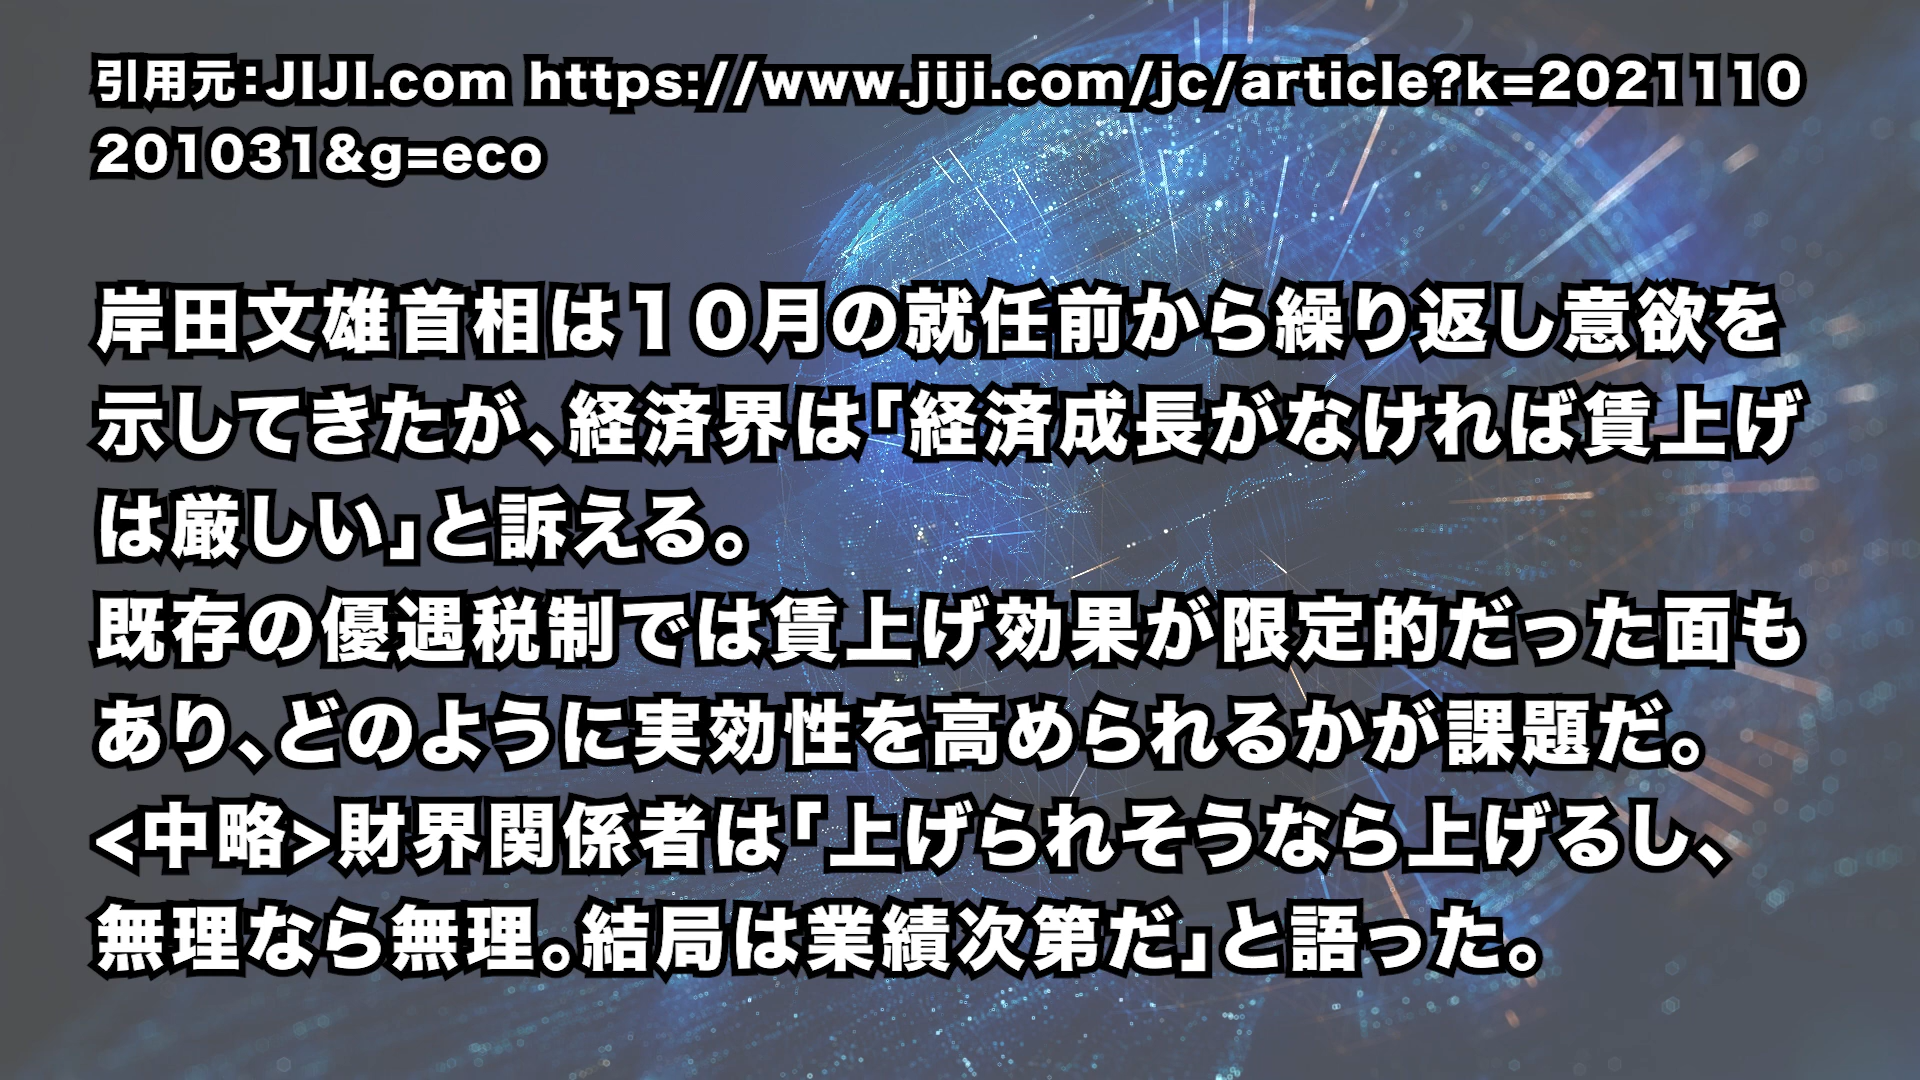 引用元：JIJI.com https://www.jiji.com/jc/article?k=2021110
201031&g=eco
岸田文雄首相は１０月の就任前から繰り返し意欲を
示してきたが、経済界は「経済成長がなければ賃上げ
は厳しい」と訴える。
既存の優遇税制では賃上げ効果が限定的だった面も
あり、どのように実効性を高められるかが課題だ。
<中略>財界関係者は「上げられそうなら上げるし、
無理なら無理。結局は業績次第だ」と語った。